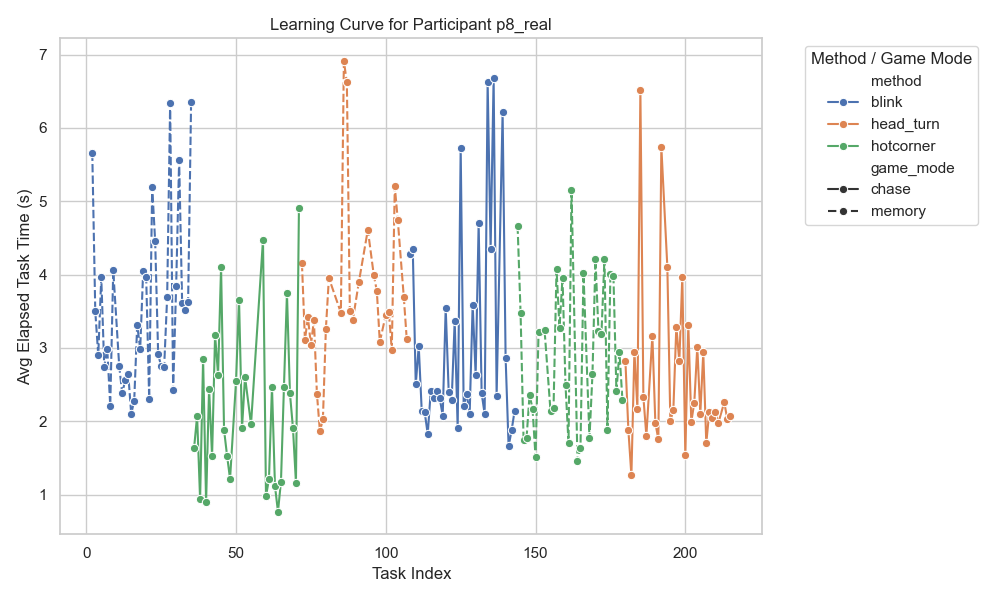 Learning Curve for Participant p8_real
Avg Elapsed Task Time (s)
7
6
5
4
3
2
1
0
50
100
150
200
Task Index
Method / Game Mode
method
blink
head_turn
hotcorner
game_mode
chase
memory